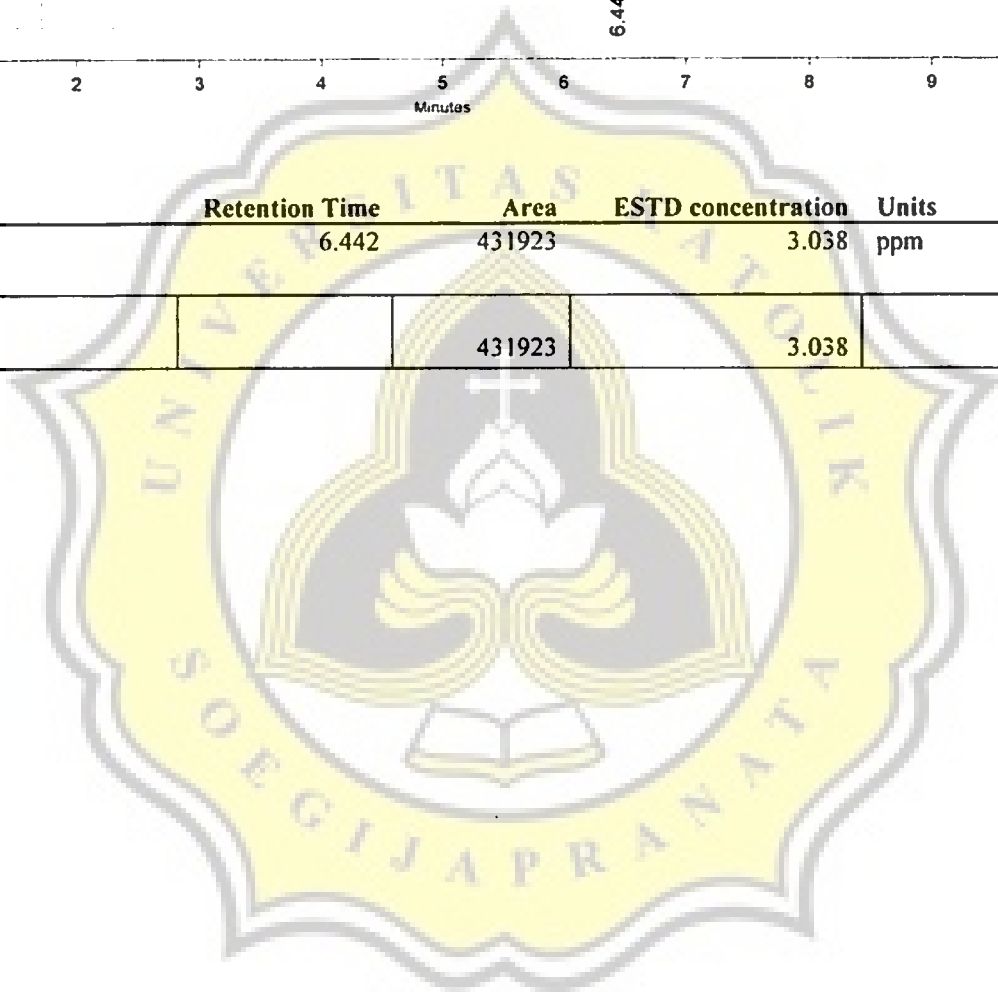 6.44
2 3 4 5 6 7 8 9
Minutes
Retention Time Area ESTD concentration Units
6.442 431923 3.038 ppm
431923 3.038
UNIVERSITAS KATOLIK
SOEGIJAPRANATA